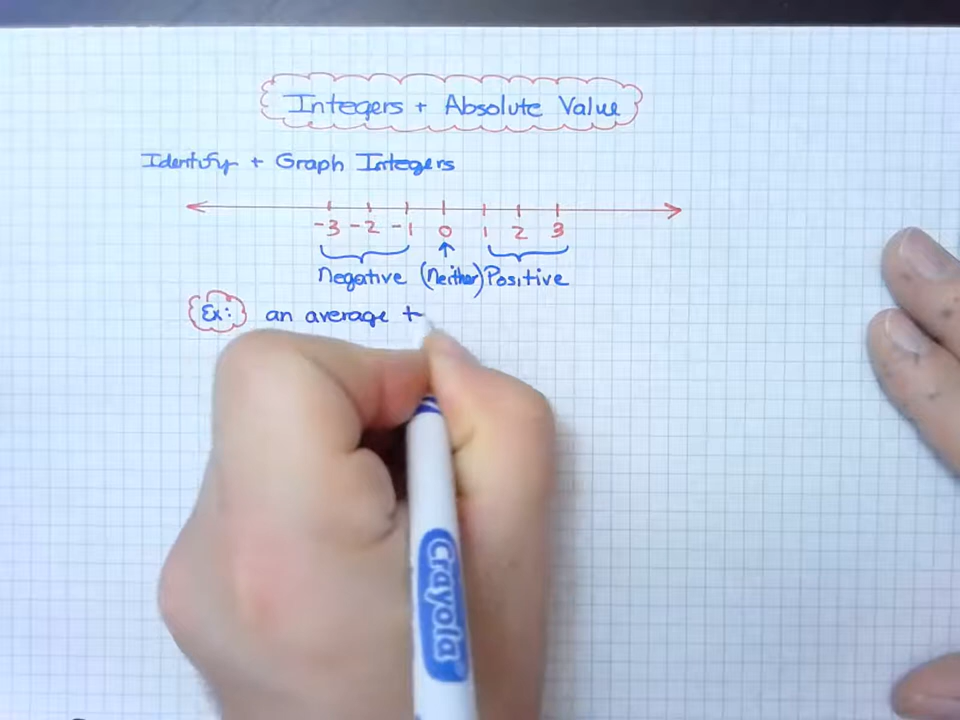 Integers + Absolute Value
Identify + Graph Integers
-3 -2 -1 0 1 2 3
Negative (Neither) Positive
Ex: an average t
Crayola